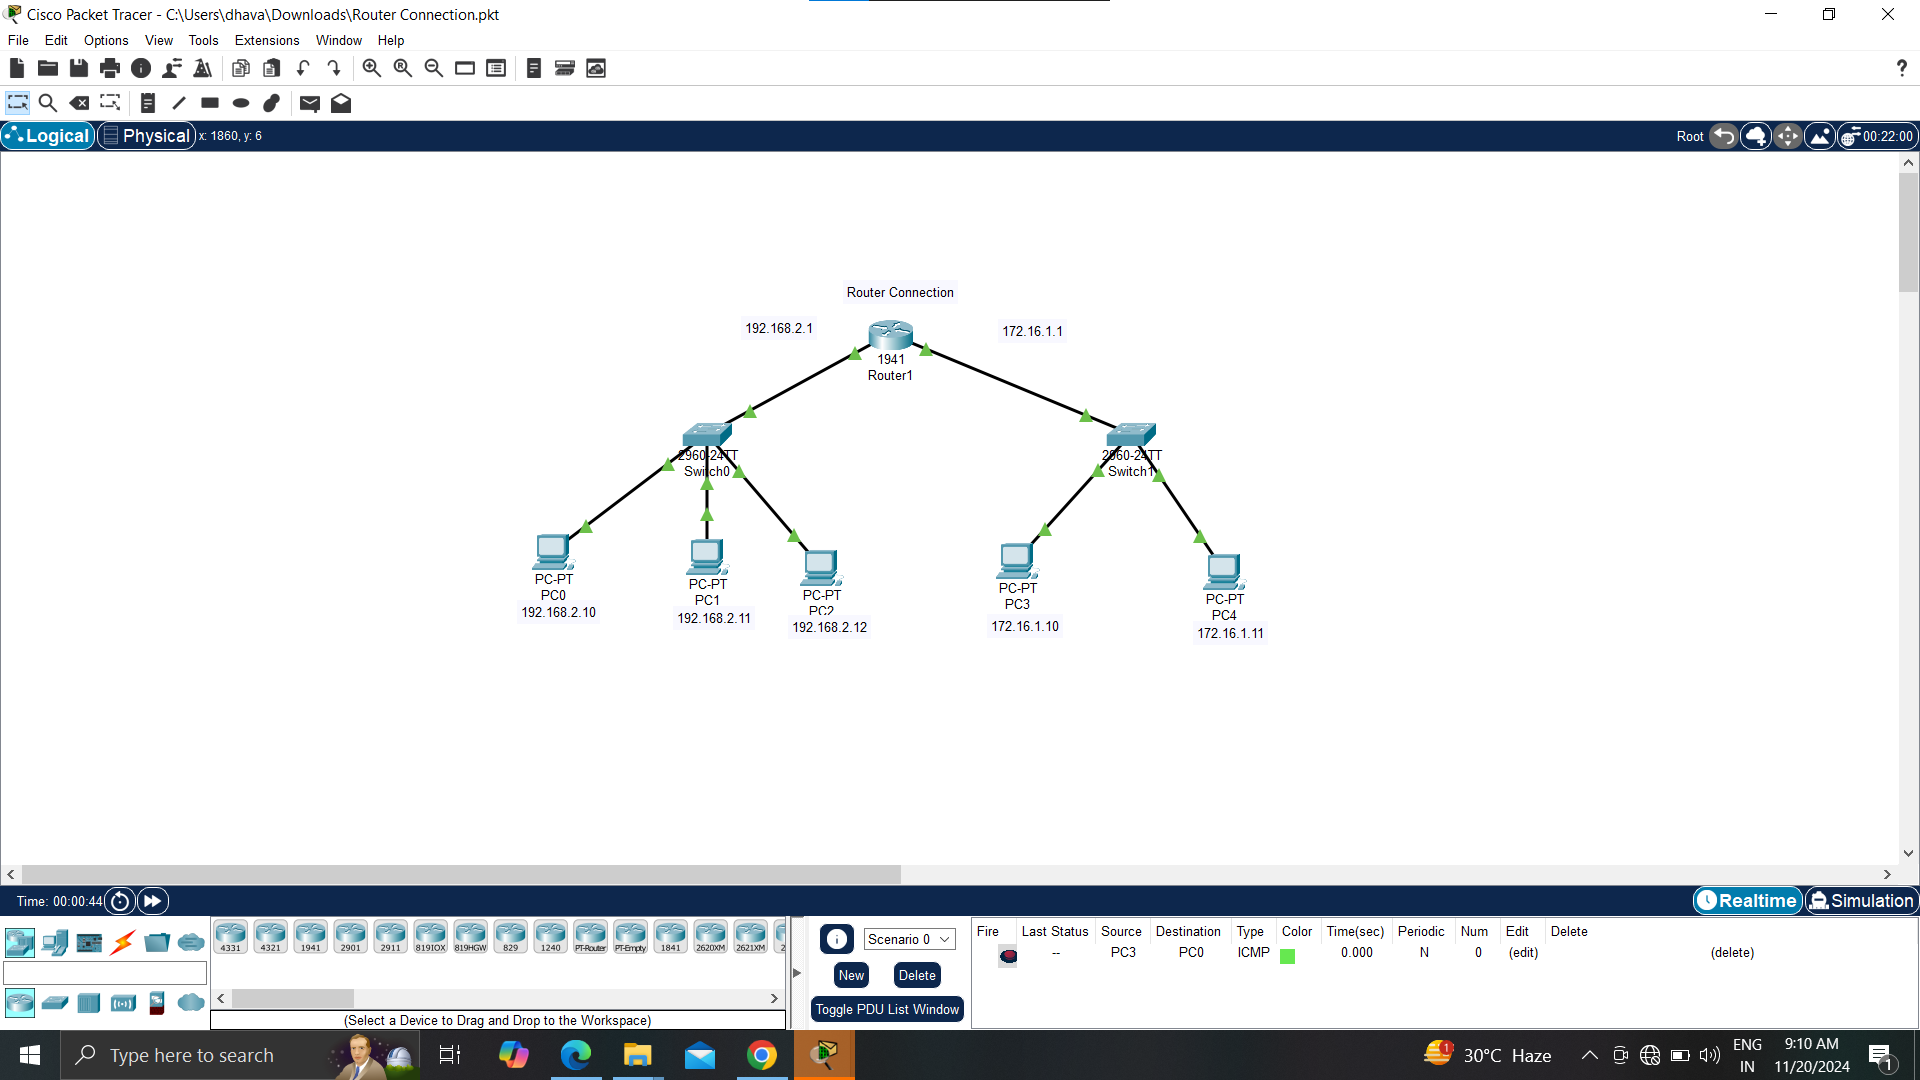 Cisco Packet Tracer - C:\Users\dhava\Downloads\Router Connection.pkt
File Edit Options View Tools Extensions Window Help
?
Logical Physical x: 1860, y: 6 Root 00:22:00
Router Connection
192.168.2.1 172.16.1.1
1941
Router1
2960-24TT 2960-24TT
Switch0 Switch1
PC-PT PC-PT PC-PT PC-PT PC-PT
PC0 PC1 PC2 PC3 PC4
192.168.2.10 192.168.2.11 192.168.2.12 172.16.1.10 172.16.1.11
Time: 00:00:44 Realtime Simulation
4331 4321 1941 2901 2911 819IOX 819HGW 829 1240 PT-Router PT-Empty 1841 2620XM 2621XM 2
(Select a Device to Drag and Drop to the Workspace)
Scenario 0
New Delete
Toggle PDU List Window
Fire Last Status Source Destination Type Color Time(sec) Periodic Num Edit Delete
-- PC3 PC0 ICMP 0.000 N 0 (edit) (delete)
Type here to search
1 30°C Haze ENG 9:10 AM
IN 11/20/2024 1